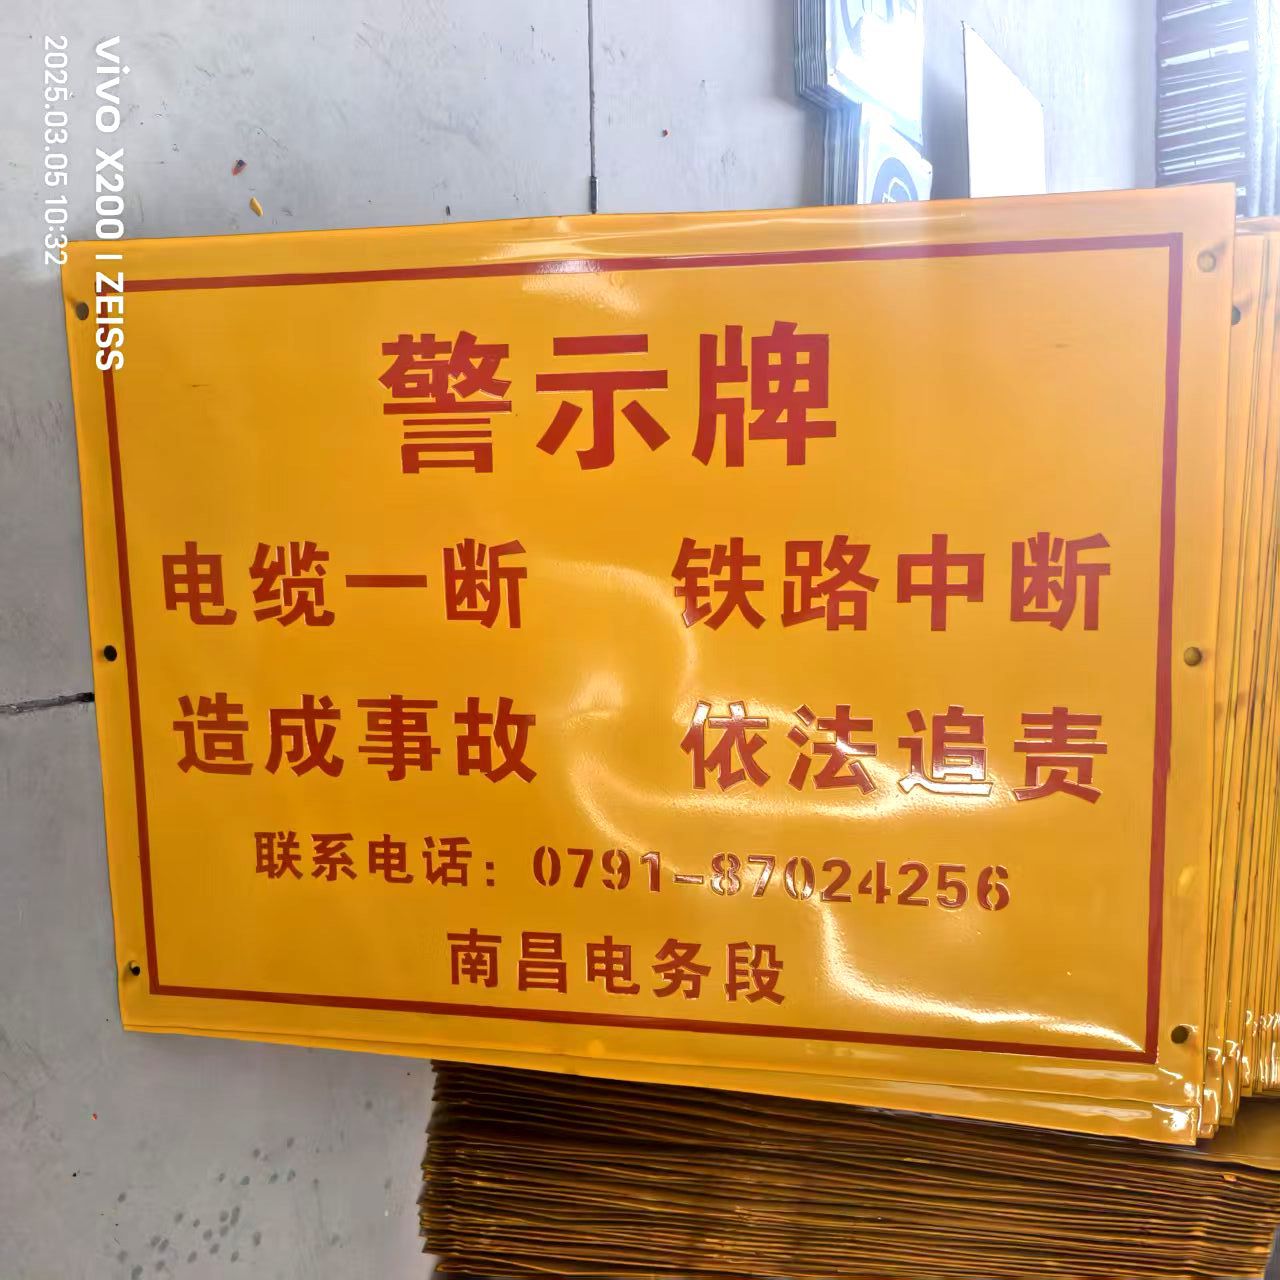 vivo X200 | ZEISS
2025.03.05 10:32
警示牌
电缆一断 铁路中断
造成事故 依法追责
联系电话：0791-87024256
南昌电务段